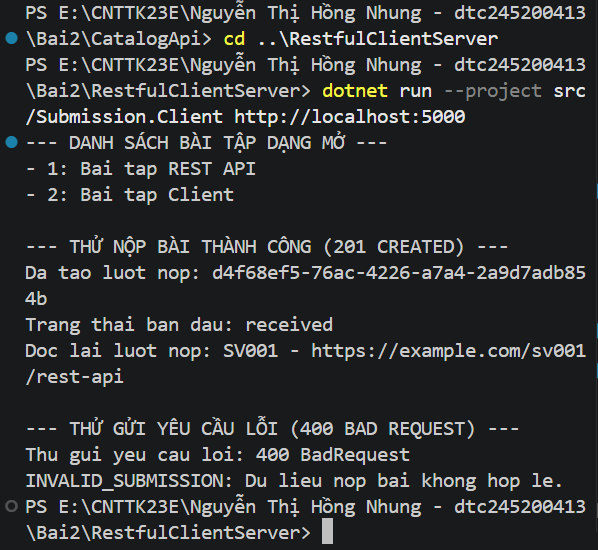 PS E:\CNTTK23E\Nguyễn Thị Hồng Nhung - dtc245200413
\Bai2\CatalogApi> cd ..\RestfulClientServer
PS E:\CNTTK23E\Nguyễn Thị Hồng Nhung - dtc245200413
\Bai2\RestfulClientServer> dotnet run --project src
/Submission.Client http://localhost:5000
--- DANH SÁCH BÀI TẬP DẠNG MỞ ---
- 1: Bai tap REST API
- 2: Bai tap Client
--- THỬ NỘP BÀI THÀNH CÔNG (201 CREATED) ---
Da tao luot nop: d4f68ef5-76ac-4226-a7a4-2a9d7adb85
4b
Trang thai ban dau: received
Doc lai luot nop: SV001 - https://example.com/sv001
/rest-api
--- THỬ GỬI YÊU CẦU LỖI (400 BAD REQUEST) ---
Thu gui yeu cau loi: 400 BadRequest
INVALID_SUBMISSION: Du lieu nop bai khong hop le.
PS E:\CNTTK23E\Nguyễn Thị Hồng Nhung - dtc245200413
\Bai2\RestfulClientServer>